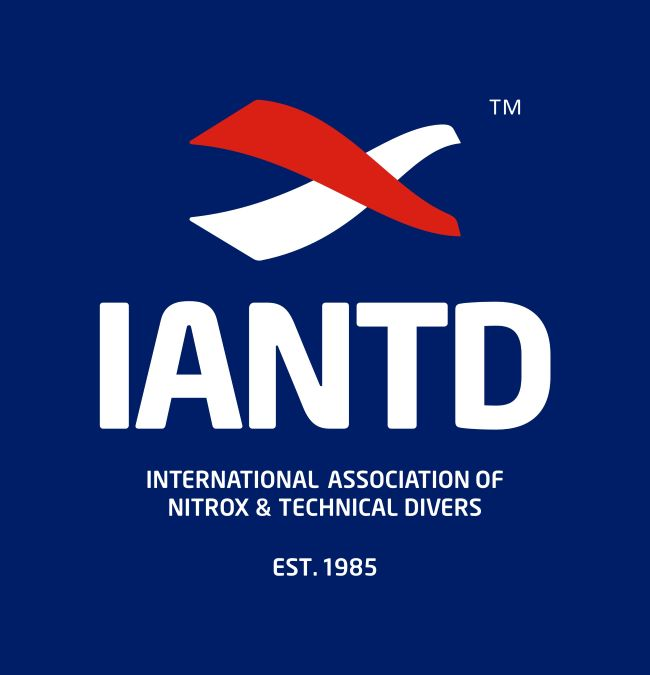 TM
IANTD
INTERNATIONAL ASSOCIATION OF
NITROX & TECHNICAL DIVERS
EST. 1985